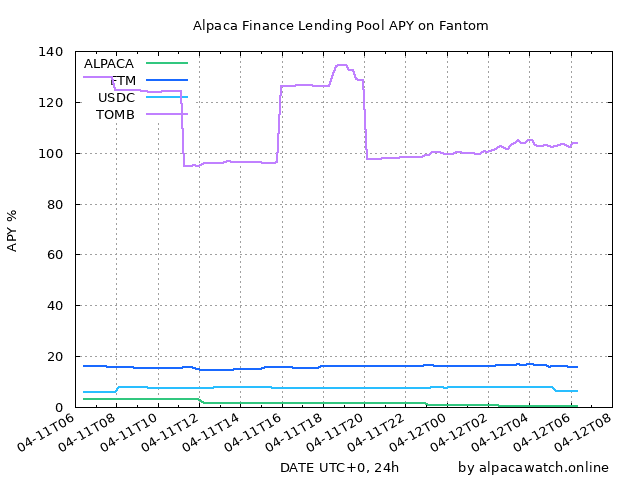 Alpaca Finance Lending Pool APY on Fantom
APY %
140
120
100
80
60
40
20
0
ALPACA
FTM
USDC
TOMB
04-11T06
04-11T08
04-11T10
04-11T12
04-11T14
04-11T16
04-11T18
04-11T20
04-11T22
04-12T00
04-12T02
04-12T04
04-12T06
04-12T08
DATE UTC+0, 24h
by alpacawatch.online